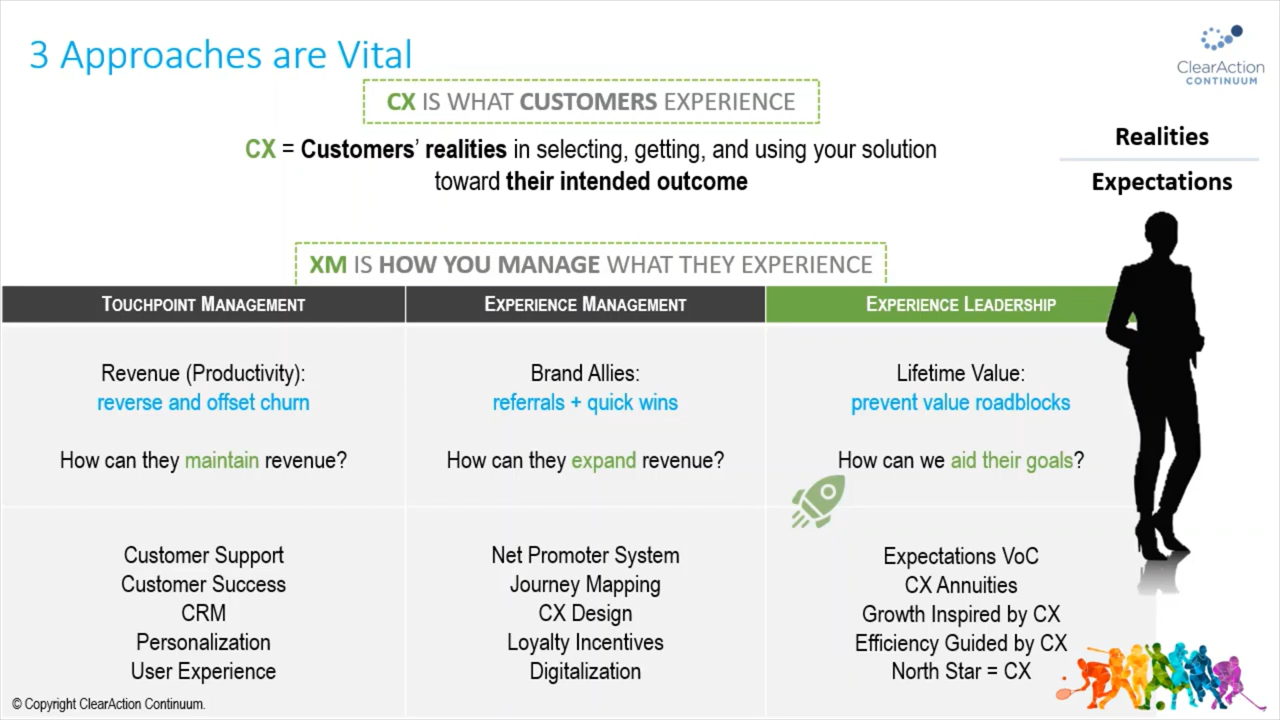 3 Approaches are Vital
ClearAction
CONTINUUM
CX IS WHAT CUSTOMERS EXPERIENCE
CX = Customers’ realities in selecting, getting, and using your solution
toward their intended outcome
Realities
Expectations
XM IS HOW YOU MANAGE WHAT THEY EXPERIENCE
TOUCHPOINT MANAGEMENT
EXPERIENCE MANAGEMENT
EXPERIENCE LEADERSHIP
Revenue (Productivity):
reverse and offset churn
How can they maintain revenue?
Brand Allies:
referrals + quick wins
How can they expand revenue?
Lifetime Value:
prevent value roadblocks
How can we aid their goals?
Customer Support
Customer Success
CRM
Personalization
User Experience
Net Promoter System
Journey Mapping
CX Design
Loyalty Incentives
Digitalization
Expectations VoC
CX Annuities
Growth Inspired by CX
Efficiency Guided by CX
North Star = CX
© Copyright ClearAction Continuum.